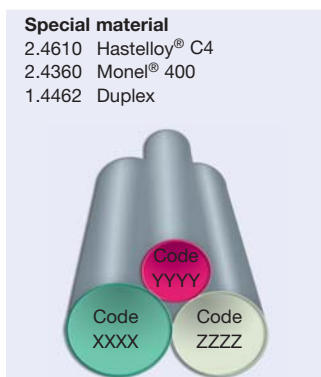 Special material
2.4610 Hastelloy® C4
2.4360 Monel® 400
1.4462 Duplex
Code
YYYY
Code
XXXX
Code
ZZZZ